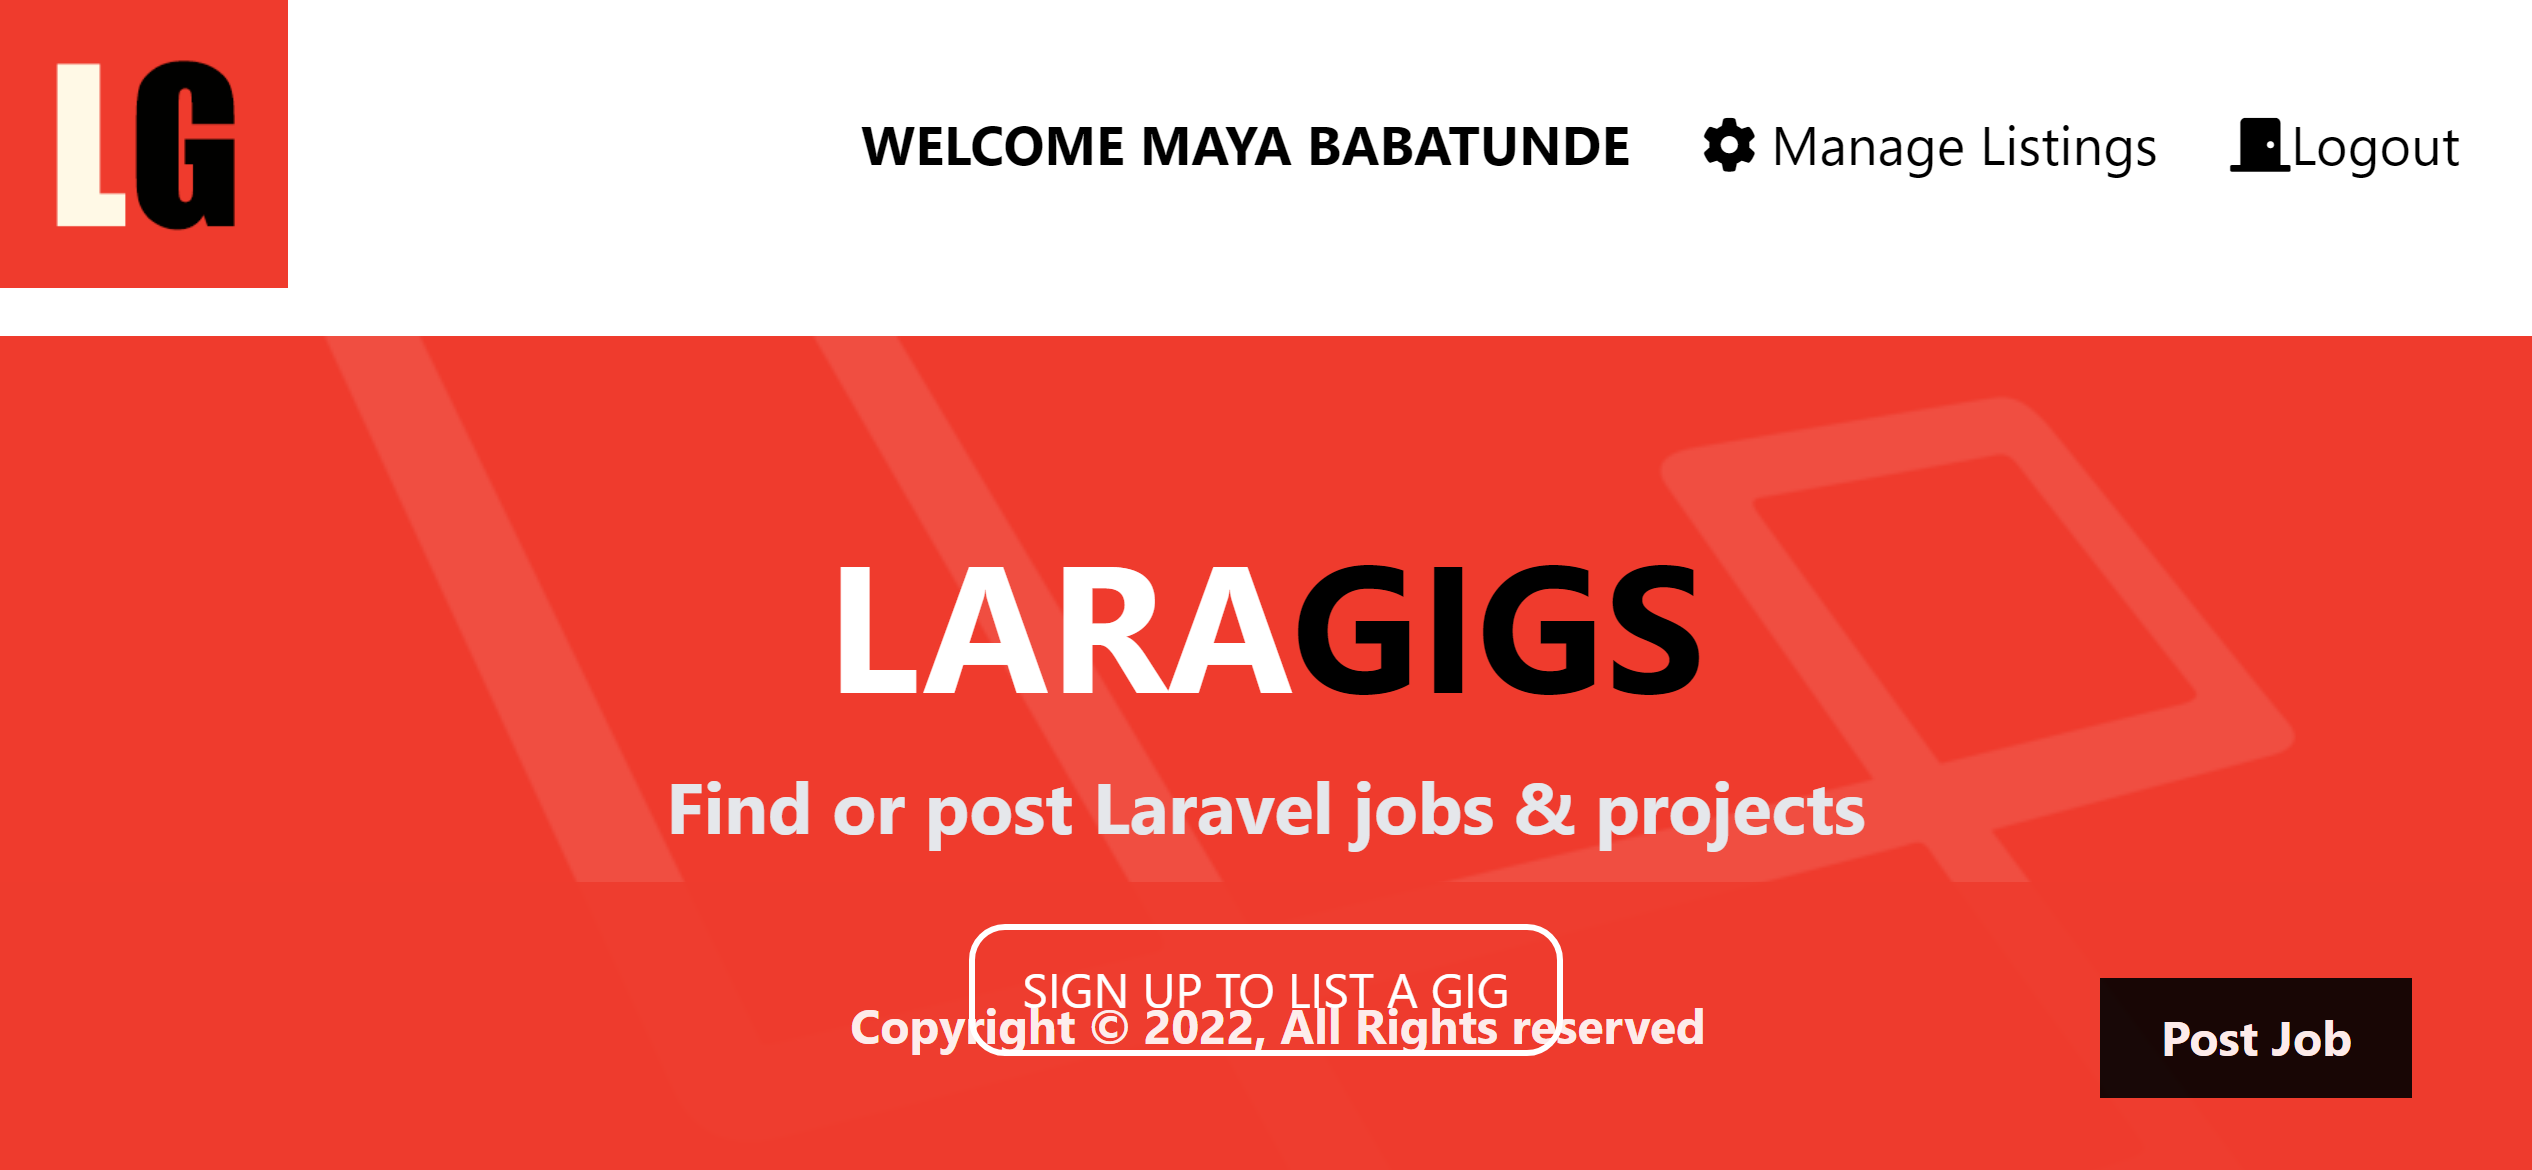 LG
WELCOME MAYA BABATUNDE
Manage Listings
Logout
LARAGIGS
Find or post Laravel jobs & projects
SIGN UP TO LIST A GIG
Copyright © 2022, All Rights reserved
Post Job